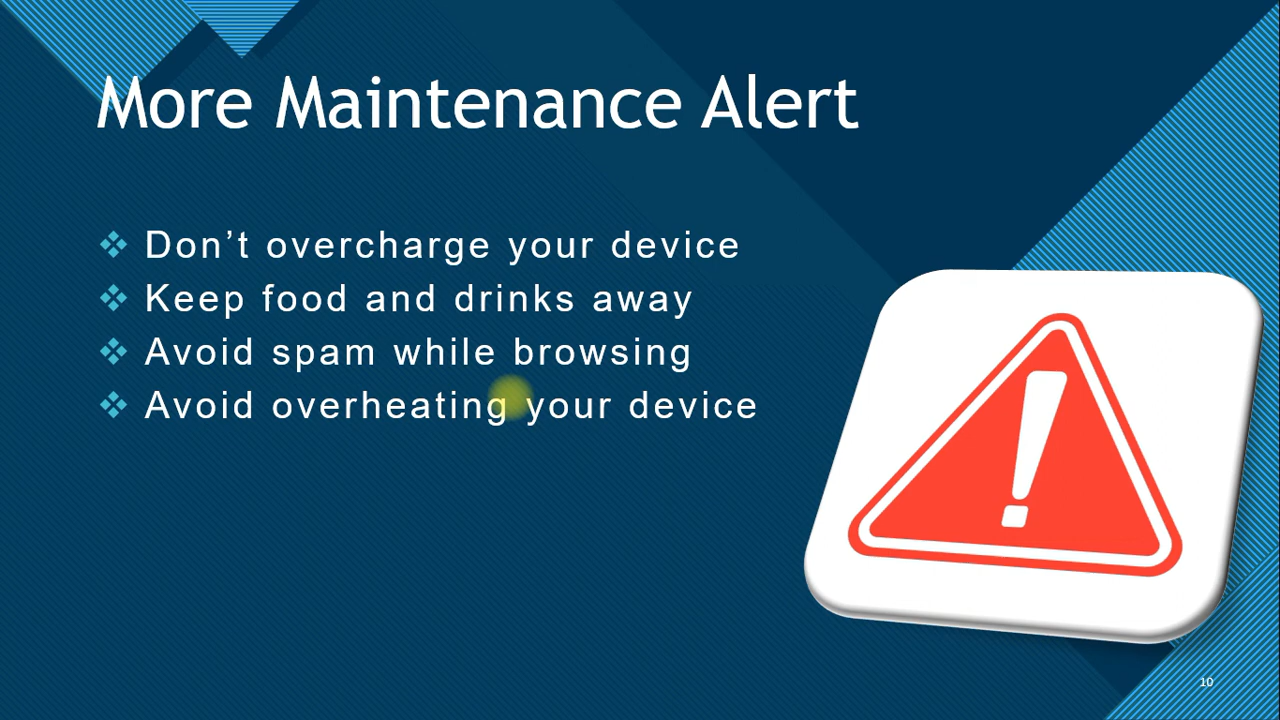 More Maintenance Alert
❖ Don’t overcharge your device
❖ Keep food and drinks away
❖ Avoid spam while browsing
❖ Avoid overheating your device
10